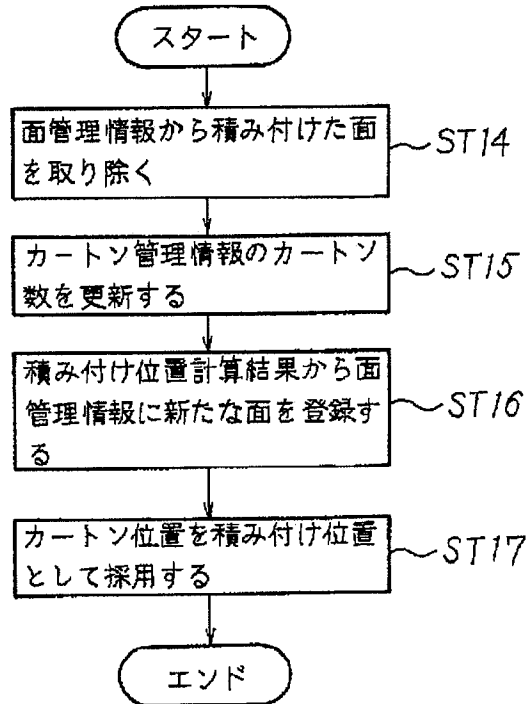 スタート
面管理情報から積み付けた面
を取り除く
ST14
カートン管理情報のカートン
数を更新する
ST15
積み付け位置計算結果から面
管理情報に新たな面を登録す
る
ST16
カートン位置を積み付け位置
として採用する
ST17
エンド